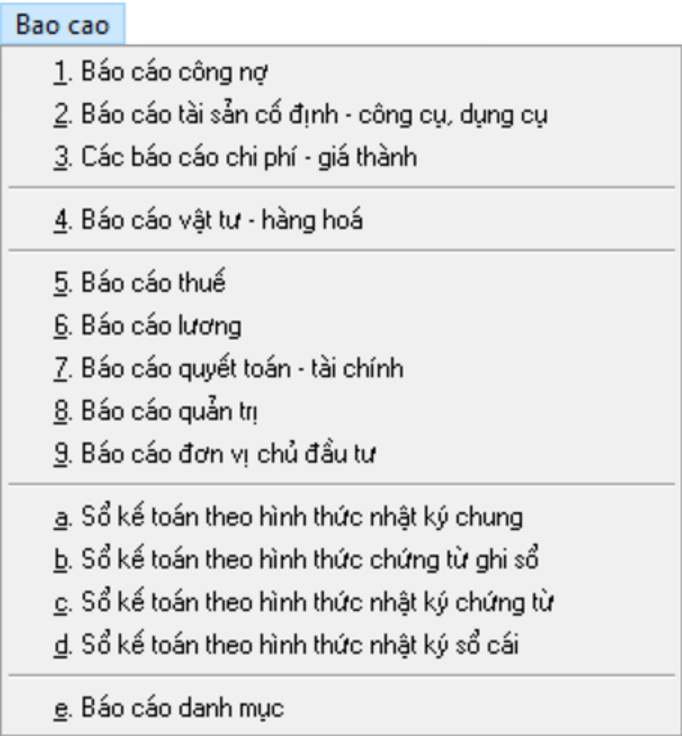 Bao cao
1. Báo cáo công nợ
2. Báo cáo tài sản cố định - công cụ, dụng cụ
3. Các báo cáo chi phí - giá thành
4. Báo cáo vật tư - hàng hoá
5. Báo cáo thuế
6. Báo cáo lương
7. Báo cáo quyết toán - tài chính
8. Báo cáo quản trị
9. Báo cáo đơn vị chủ đầu tư
a. Sổ kế toán theo hình thức nhật ký chung
b. Sổ kế toán theo hình thức chứng từ ghi sổ
c. Sổ kế toán theo hình thức nhật ký chứng từ
d. Sổ kế toán theo hình thức nhật ký sổ cái
e. Báo cáo danh mục